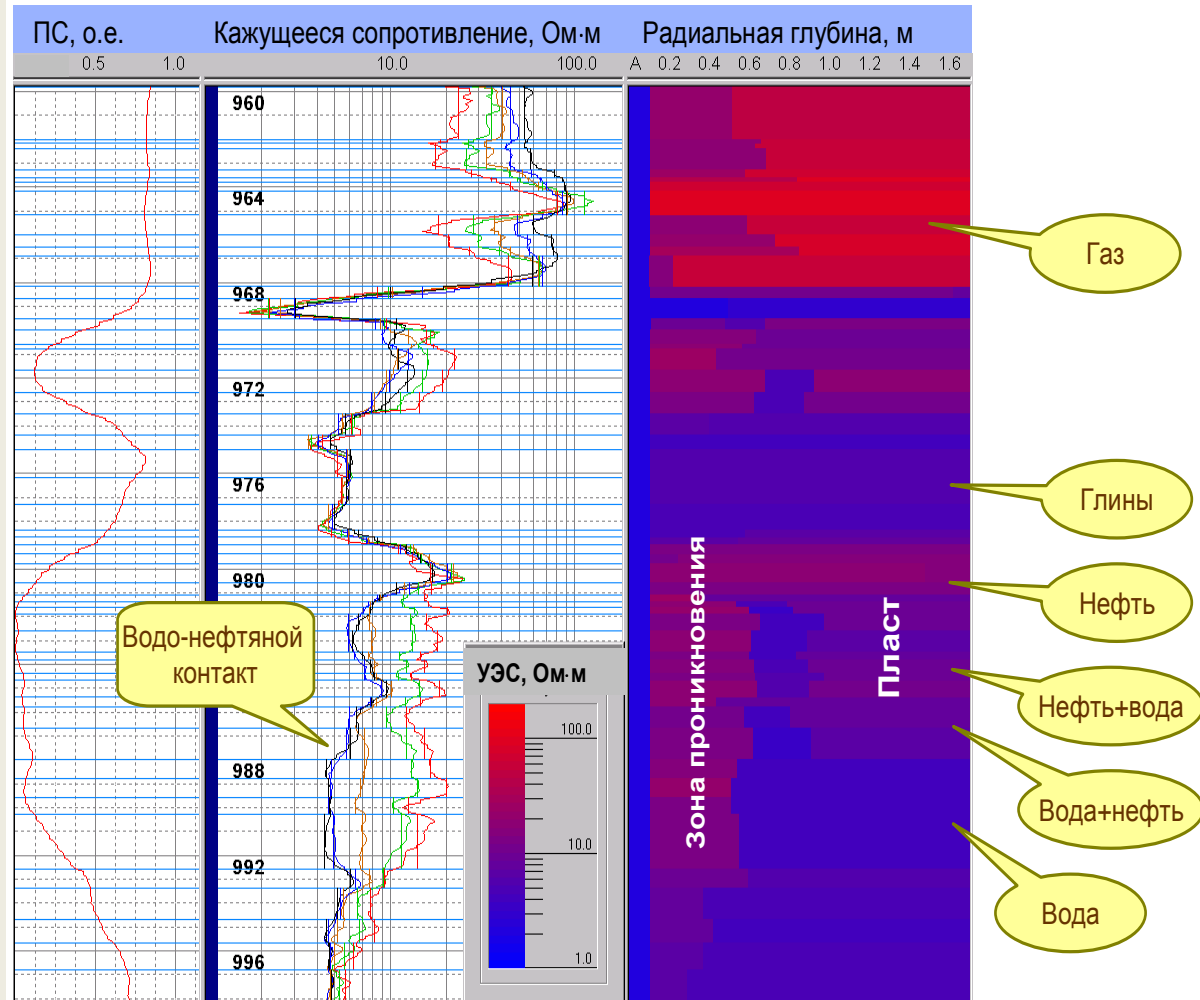 ПС, о.е.
Кажущееся сопротивление, Ом·м
Радиальная глубина, м
0.5 1.0
10.0 100.0
А 0.2 0.4 0.6 0.8 1.0 1.2 1.4 1.6
960
964
968
972
976
980
988
992
996
Водо-нефтяной
контакт
УЭС, Ом·м
100.0
10.0
1.0
Зона проникновения
Пласт
Газ
Глины
Нефть
Нефть+вода
Вода+нефть
Вода